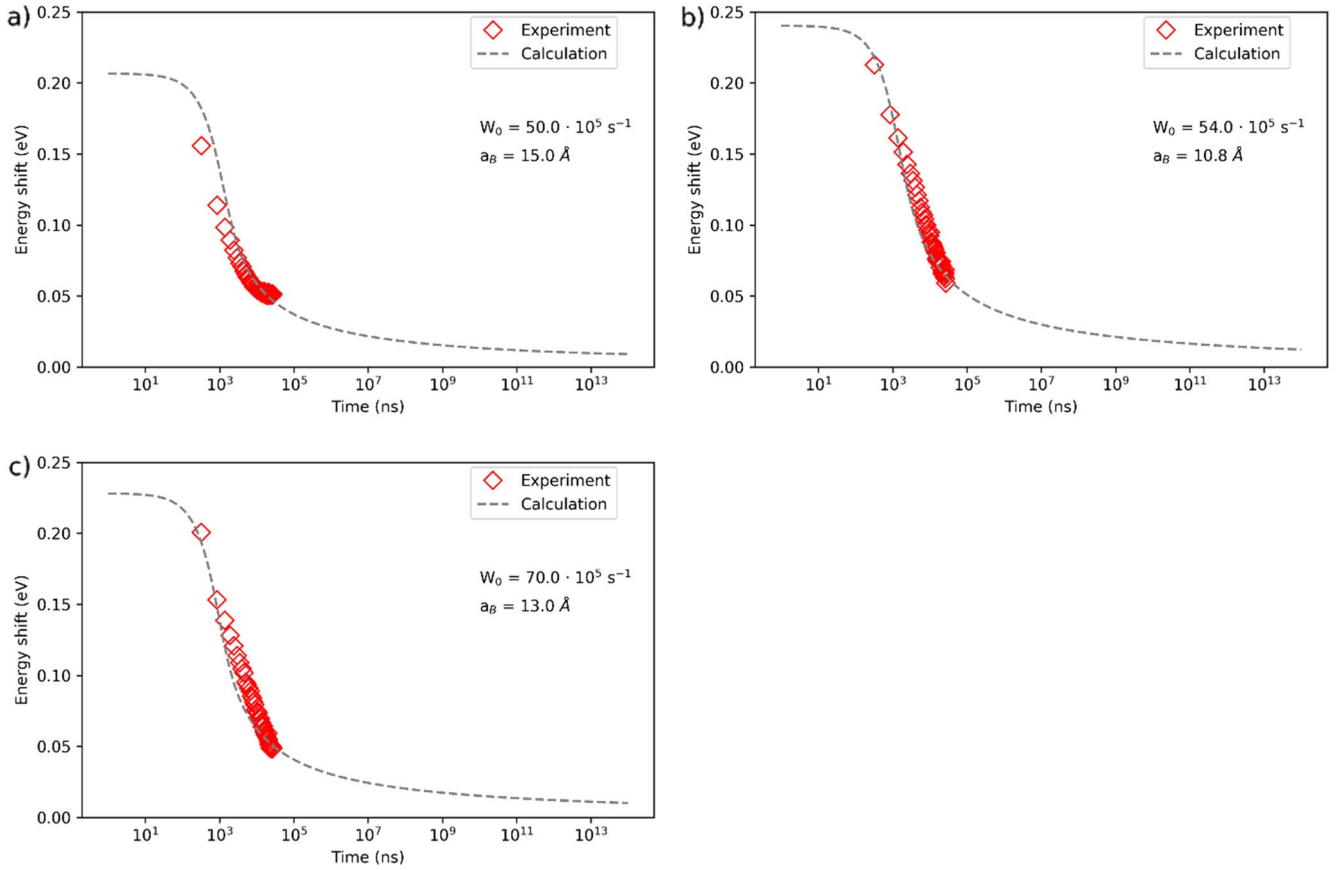 a)
0.25
0.20
0.15
0.10
0.05
0.00
Energy shift (eV)
Experiment
Calculation
W₀ = 50.0 · 10⁵ s⁻¹
a_B = 15.0 Å
10¹ 10³ 10⁵ 10⁷ 10⁹ 10¹¹ 10¹³
Time (ns)
b)
0.25
0.20
0.15
0.10
0.05
0.00
Energy shift (eV)
Experiment
Calculation
W₀ = 54.0 · 10⁵ s⁻¹
a_B = 10.8 Å
10¹ 10³ 10⁵ 10⁷ 10⁹ 10¹¹ 10¹³
Time (ns)
c)
0.25
0.20
0.15
0.10
0.05
0.00
Energy shift (eV)
Experiment
Calculation
W₀ = 70.0 · 10⁵ s⁻¹
a_B = 13.0 Å
10¹ 10³ 10⁵ 10⁷ 10⁹ 10¹¹ 10¹³
Time (ns)